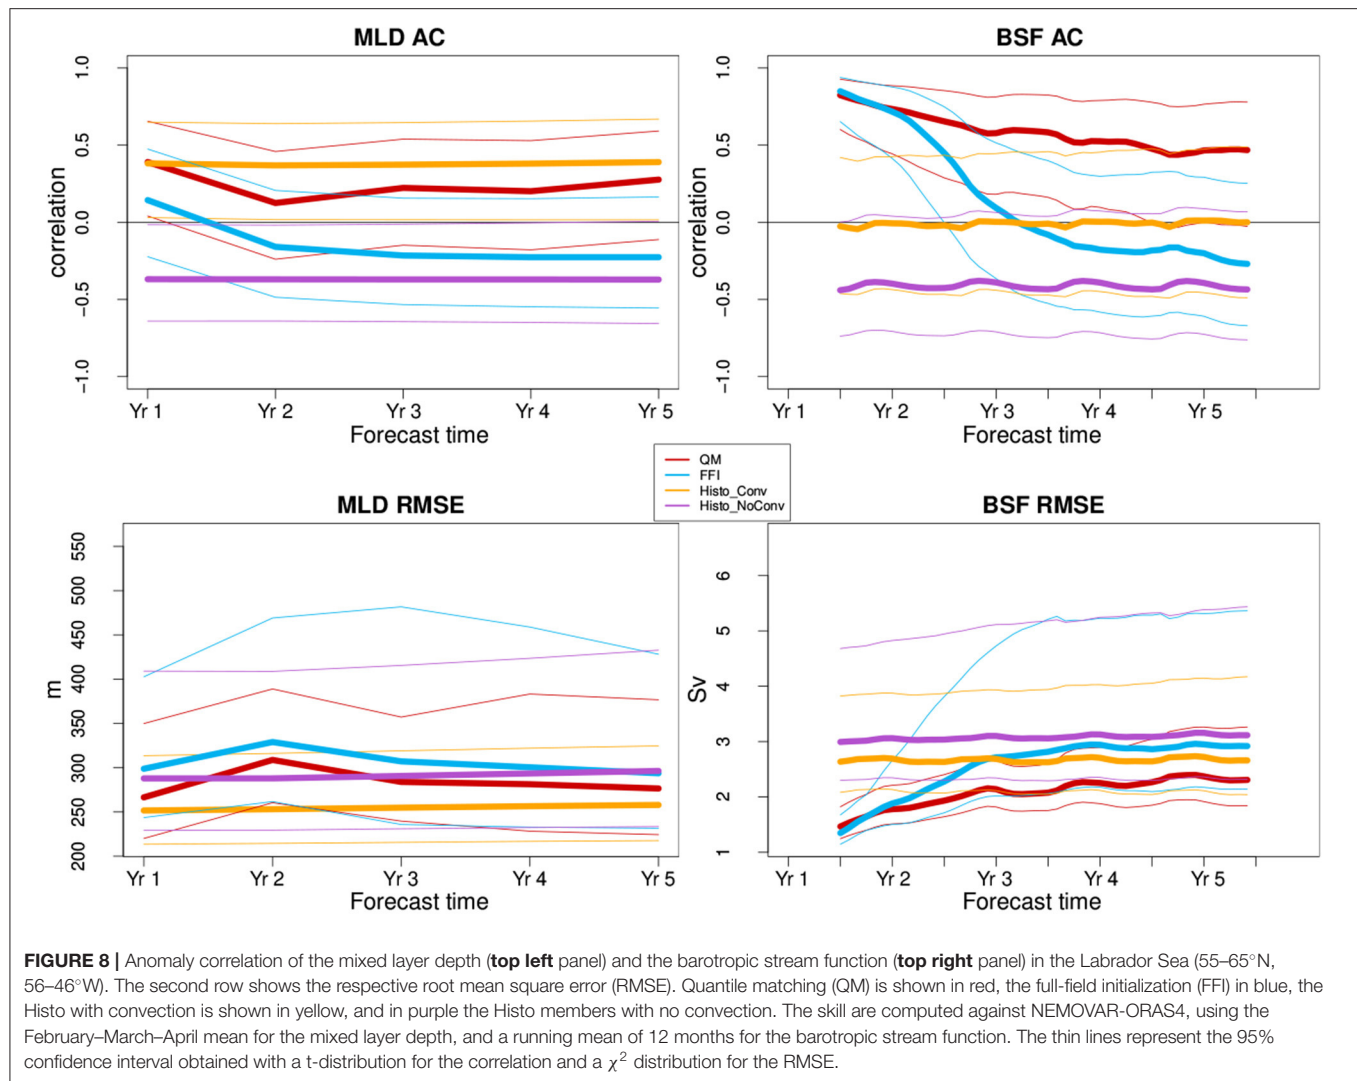 MLD AC
BSF AC
1.0
0.5
0.0
−0.5
−1.0
correlation
Yr 1
Yr 2
Yr 3
Yr 4
Yr 5
Forecast time
1.0
0.5
0.0
−0.5
−1.0
correlation
Yr 1
Yr 2
Yr 3
Yr 4
Yr 5
Forecast time
QM
FFI
Histo_Conv
Histo_NoConv
MLD RMSE
BSF RMSE
550
500
450
400
350
300
250
200
m
Yr 1
Yr 2
Yr 3
Yr 4
Yr 5
Forecast time
6
5
4
3
2
1
Sv
Yr 1
Yr 2
Yr 3
Yr 4
Yr 5
Forecast time
FIGURE 8 | Anomaly correlation of the mixed layer depth (top left panel) and the barotropic stream function (top right panel) in the Labrador Sea (55–65°N,
56–46°W). The second row shows the respective root mean square error (RMSE). Quantile matching (QM) is shown in red, the full-field initialization (FFI) in blue, the
Histo with convection is shown in yellow, and in purple the Histo members with no convection. The skill are computed against NEMOVAR-ORAS4, using the
February–March–April mean for the mixed layer depth, and a running mean of 12 months for the barotropic stream function. The thin lines represent the 95%
confidence interval obtained with a t-distribution for the correlation and a χ² distribution for the RMSE.